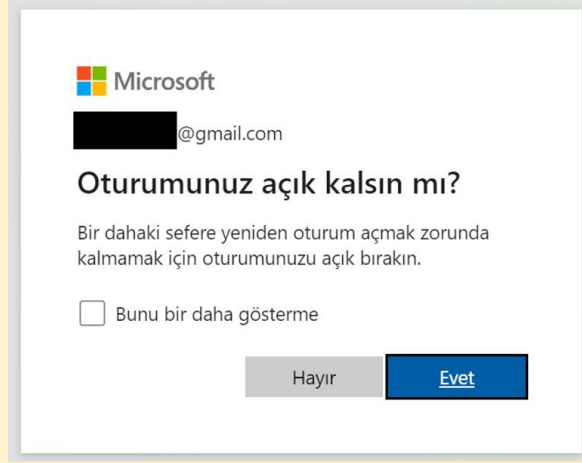 Microsoft
@gmail.com
Oturumunuz açık kalsın mı?
Bir dahaki sefere yeniden oturum açmak zorunda
kalmamak için oturumunuzu açık bırakın.
Bunu bir daha gösterme
Hayır
Evet